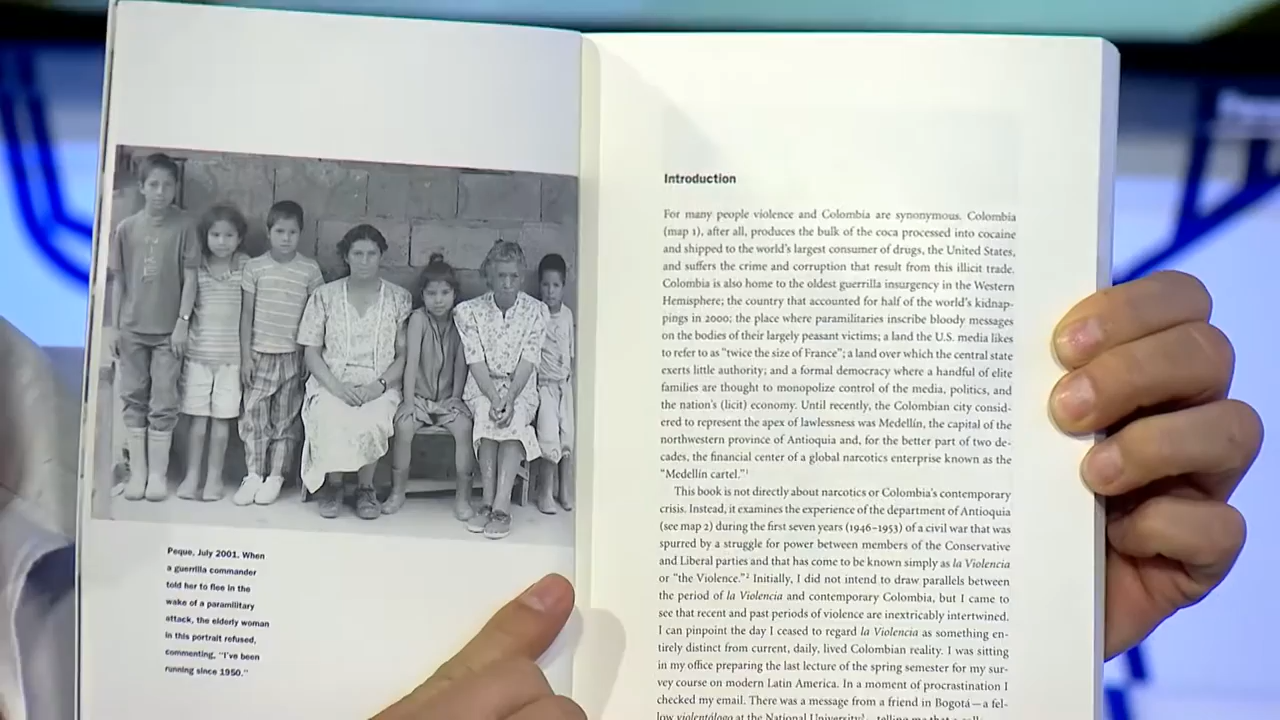 Peque, July 2001. When
a guerrilla commander
told her to flee in the
wake of a paramilitary
attack, the elderly woman
in this portrait refused,
commenting, "I've been
running since 1950."
Introduction
For many people violence and Colombia are synonymous. Colombia
(map 1), after all, produces the bulk of the coca processed into cocaine
and shipped to the world's largest consumer of drugs, the United States,
and suffers the crime and corruption that result from this illicit trade.
Colombia is also home to the oldest guerrilla insurgency in the Western
Hemisphere; the country that accounted for half of the world's kidnap-
pings in 2000; the place where paramilitaries inscribe bloody messages
on the bodies of their largely peasant victims; a land the U.S. media likes
to refer to as "twice the size of France"; a land over which the central state
exerts little authority; and a formal democracy where a handful of elite
families are thought to monopolize control of the media, politics, and
the nation's (licit) economy. Until recently, the Colombian city consid-
ered to represent the apex of lawlessness was Medellín, the capital of the
northwestern province of Antioquia and, for the better part of two de-
cades, the financial center of a global narcotics enterprise known as the
"Medellín cartel."¹
This book is not directly about narcotics or Colombia's contemporary
crisis. Instead, it examines the experience of the department of Antioquia
(see map 2) during the first seven years (1946–1953) of a civil war that was
spurred by a struggle for power between members of the Conservative
and Liberal parties and that has come to be known simply as la Violencia
or "the Violence."² Initially, I did not intend to draw parallels between
the period of la Violencia and contemporary Colombia, but I came to
see that recent and past periods of violence are inextricably intertwined.
I can pinpoint the day I ceased to regard la Violencia as something en-
tirely distinct from current, daily, lived Colombian reality. I was sitting
in my office preparing the last lecture of the spring semester for my sur-
vey course on modern Latin America. In a moment of procrastination I
checked my email. There was a message from a friend in Bogotá—a fel-
low violentólogo at the National University³ telling me that a